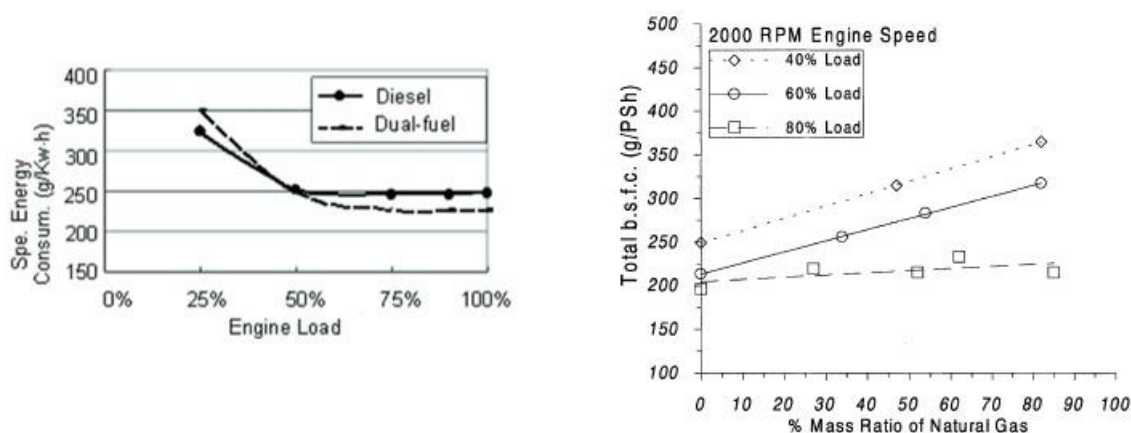 400
350
300
250
200
150
Spe. Energy
Consum. (g/Kw·h)
Diesel
Dual-fuel
0% 25% 50% 75% 100%
Engine Load
500
450
400
350
300
250
200
150
100
Total b.s.f.c. (g/PSh)
2000 RPM Engine Speed
40% Load
60% Load
80% Load
0 10 20 30 40 50 60 70 80 90 100
% Mass Ratio of Natural Gas